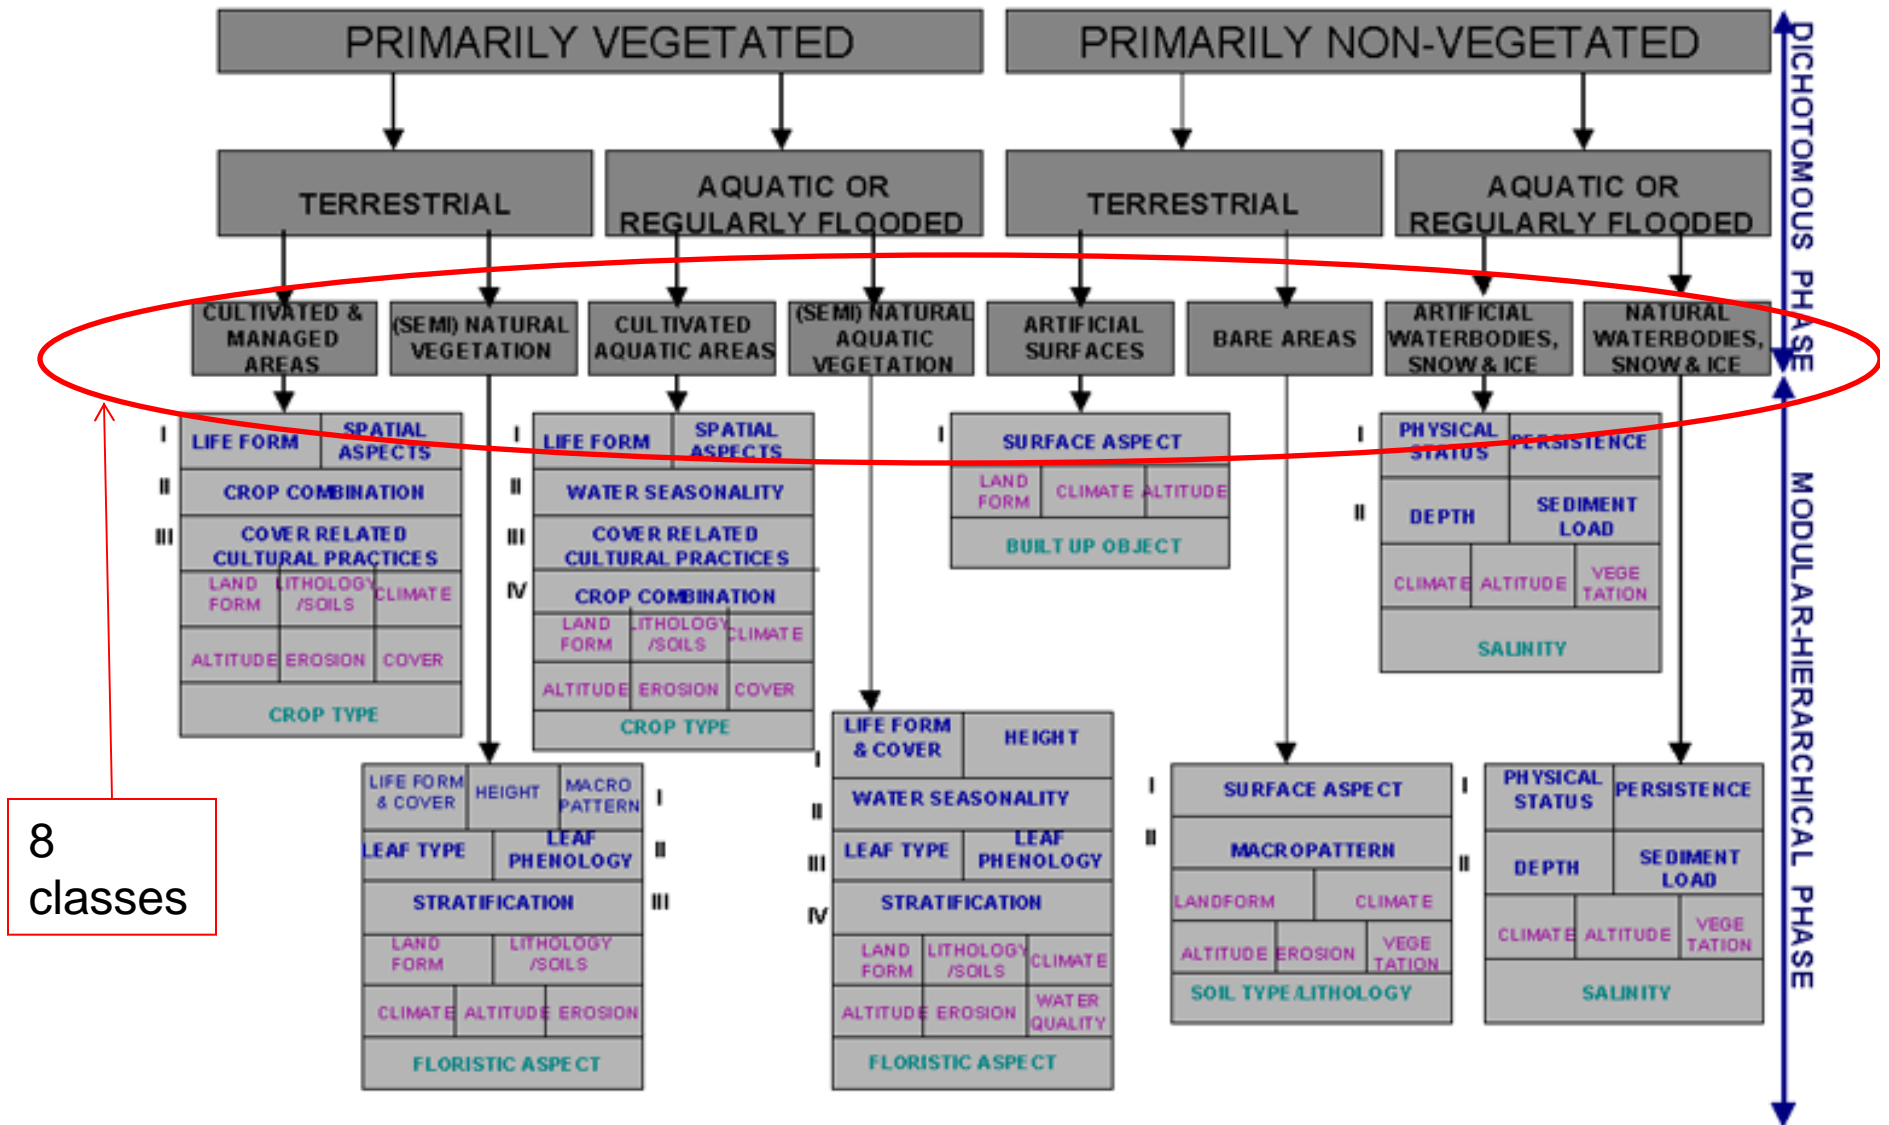 PRIMARILY VEGETATED
PRIMARILY NON-VEGETATED
DICHOTOMOUS PHASE
TERRESTRIAL
AQUATIC OR
REGULARLY FLOODED
TERRESTRIAL
AQUATIC OR
REGULARLY FLOODED
CULTIVATED &
MANAGED
AREAS
(SEMI) NATURAL
VEGETATION
CULTIVATED
AQUATIC AREAS
(SEMI) NATURAL
AQUATIC
VEGETATION
ARTIFICIAL
SURFACES
BARE AREAS
ARTIFICIAL
WATERBODIES,
SNOW & ICE
NATURAL
WATERBODIES,
SNOW & ICE
MODULAR-HIERARCHICAL PHASE
8
classes
I
LIFE FORM
SPATIAL
ASPECTS
II
CROP COMBINATION
III
COVER RELATED
CULTURAL PRACTICES
LAND
FORM
LITHOLOGY
/SOILS
CLIMATE
ALTITUDE
EROSION
COVER
CROP TYPE
I
LIFE FORM
SPATIAL
ASPECTS
II
WATER SEASONALITY
III
COVER RELATED
CULTURAL PRACTICES
IV
CROP COMBINATION
LAND
FORM
LITHOLOGY
/SOILS
CLIMATE
ALTITUDE
EROSION
COVER
CROP TYPE
I
SURFACE ASPECT
LAND
FORM
CLIMATE
ALTITUDE
BUILT UP OBJECT
I
PHYSICAL
STATUS
PERSISTENCE
II
DEPTH
SEDIMENT
LOAD
CLIMATE
ALTITUDE
VEGE
TATION
SALINITY
LIFE FORM
& COVER
HEIGHT
MACRO
PATTERN
I
LEAF TYPE
LEAF
PHENOLOGY
II
STRATIFICATION
III
LAND
FORM
LITHOLOGY
/SOILS
CLIMATE
ALTITUDE
EROSION
FLORISTIC ASPECT
I
LIFE FORM
& COVER
HEIGHT
II
WATER SEASONALITY
III
LEAF TYPE
LEAF
PHENOLOGY
IV
STRATIFICATION
LAND
FORM
LITHOLOGY
/SOILS
CLIMATE
ALTITUDE
EROSION
WATER
QUALITY
FLORISTIC ASPECT
I
SURFACE ASPECT
II
MACROPATTERN
LANDFORM
CLIMATE
ALTITUDE
EROSION
VEGE
TATION
SOIL TYPE/LITHOLOGY
I
PHYSICAL
STATUS
PERSISTENCE
II
DEPTH
SEDIMENT
LOAD
CLIMATE
ALTITUDE
VEGE
TATION
SALINITY